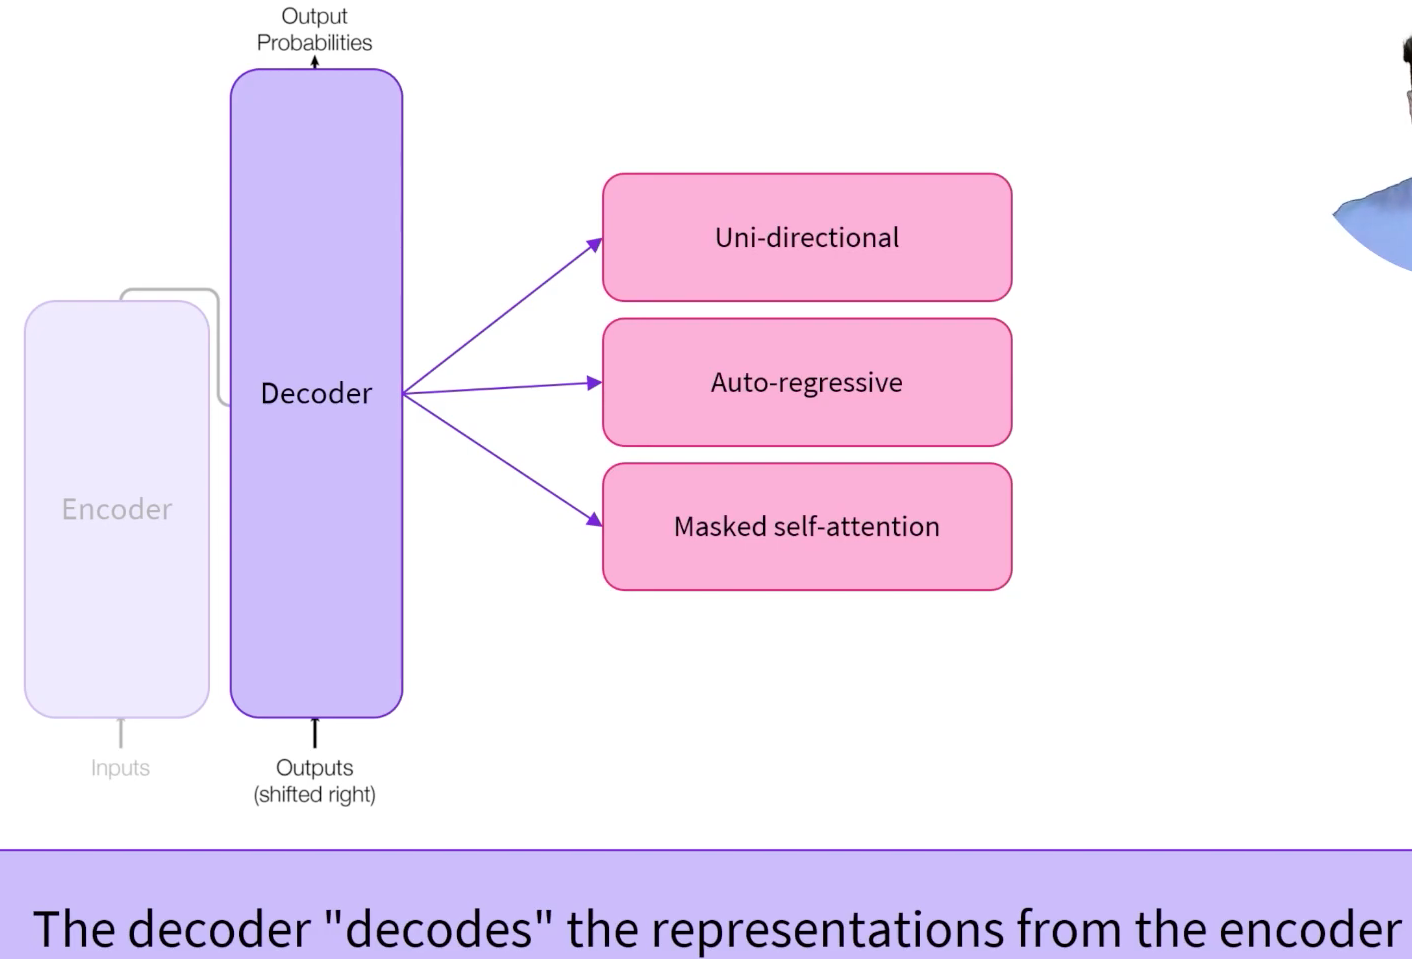 Output
Probabilities
Uni-directional
Auto-regressive
Decoder
Encoder
Masked self-attention
Inputs
Outputs
(shifted right)
The decoder "decodes" the representations from the encoder